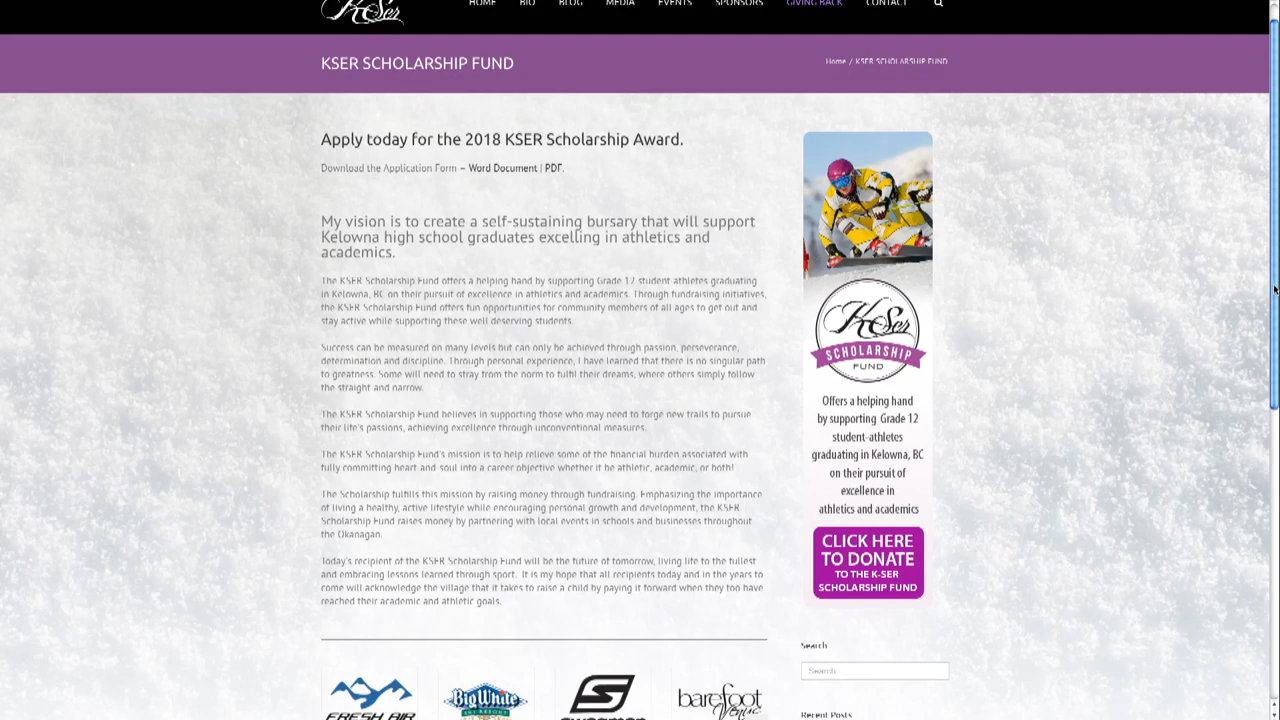 KSer
HOME BIO BLOG MEDIA EVENTS SPONSORS GIVING BACK CONTACT
KSER SCHOLARSHIP FUND
Home / KSER SCHOLARSHIP FUND
Apply today for the 2018 KSER Scholarship Award.
Download the Application Form – Word Document | PDF.
My vision is to create a self-sustaining bursary that will support
Kelowna high school graduates excelling in athletics and
academics.
The KSER Scholarship Fund offers a helping hand by supporting Grade 12 student-athletes graduating
in Kelowna, BC on their pursuit of excellence in athletics and academics. Through fundraising initiatives,
the KSER Scholarship Fund offers fun opportunities for community members of all ages to get out and
stay active while supporting these well deserving students.
Success can be measured on many levels but can only be achieved through passion, perseverance,
determination and discipline. Through personal experience, I have learned that there is no singular path
to greatness. Some will need to stray from the norm to fulfil their dreams, where others simply follow
the straight and narrow.
The KSER Scholarship Fund believes in supporting those who may need to forge new trails to pursue
their life's passions, achieving excellence through unconventional measures.
The KSER Scholarship Fund's mission is to help relieve some of the financial burden associated with
fully committing heart-and-soul into a career objective whether it be athletic, academic, or both!
The Scholarship fulfills this mission by raising money through fundraising. Emphasizing the importance
of living a healthy, active lifestyle while encouraging personal growth and development, the KSER
Scholarship Fund raises money by partnering with local events in schools and businesses throughout
the Okanagan.
Today's recipient of the KSER Scholarship Fund will be the future of tomorrow, living life to the fullest
and embracing lessons learned through sport. It is my hope that all recipients today and in the years to
come will acknowledge the village that it takes to raise a child by paying it forward when they too have
reached their academic and athletic goals.
KSer
SCHOLARSHIP
FUND
Offers a helping hand
by supporting Grade 12
student-athletes
graduating in Kelowna, BC
on their pursuit of
excellence in
athletics and academics
CLICK HERE
TO DONATE
TO THE K-SER
SCHOLARSHIP FUND
Search
Search
Recent Posts
FRESH AIR
Big White
SKI RESORT
barefoot
Venue